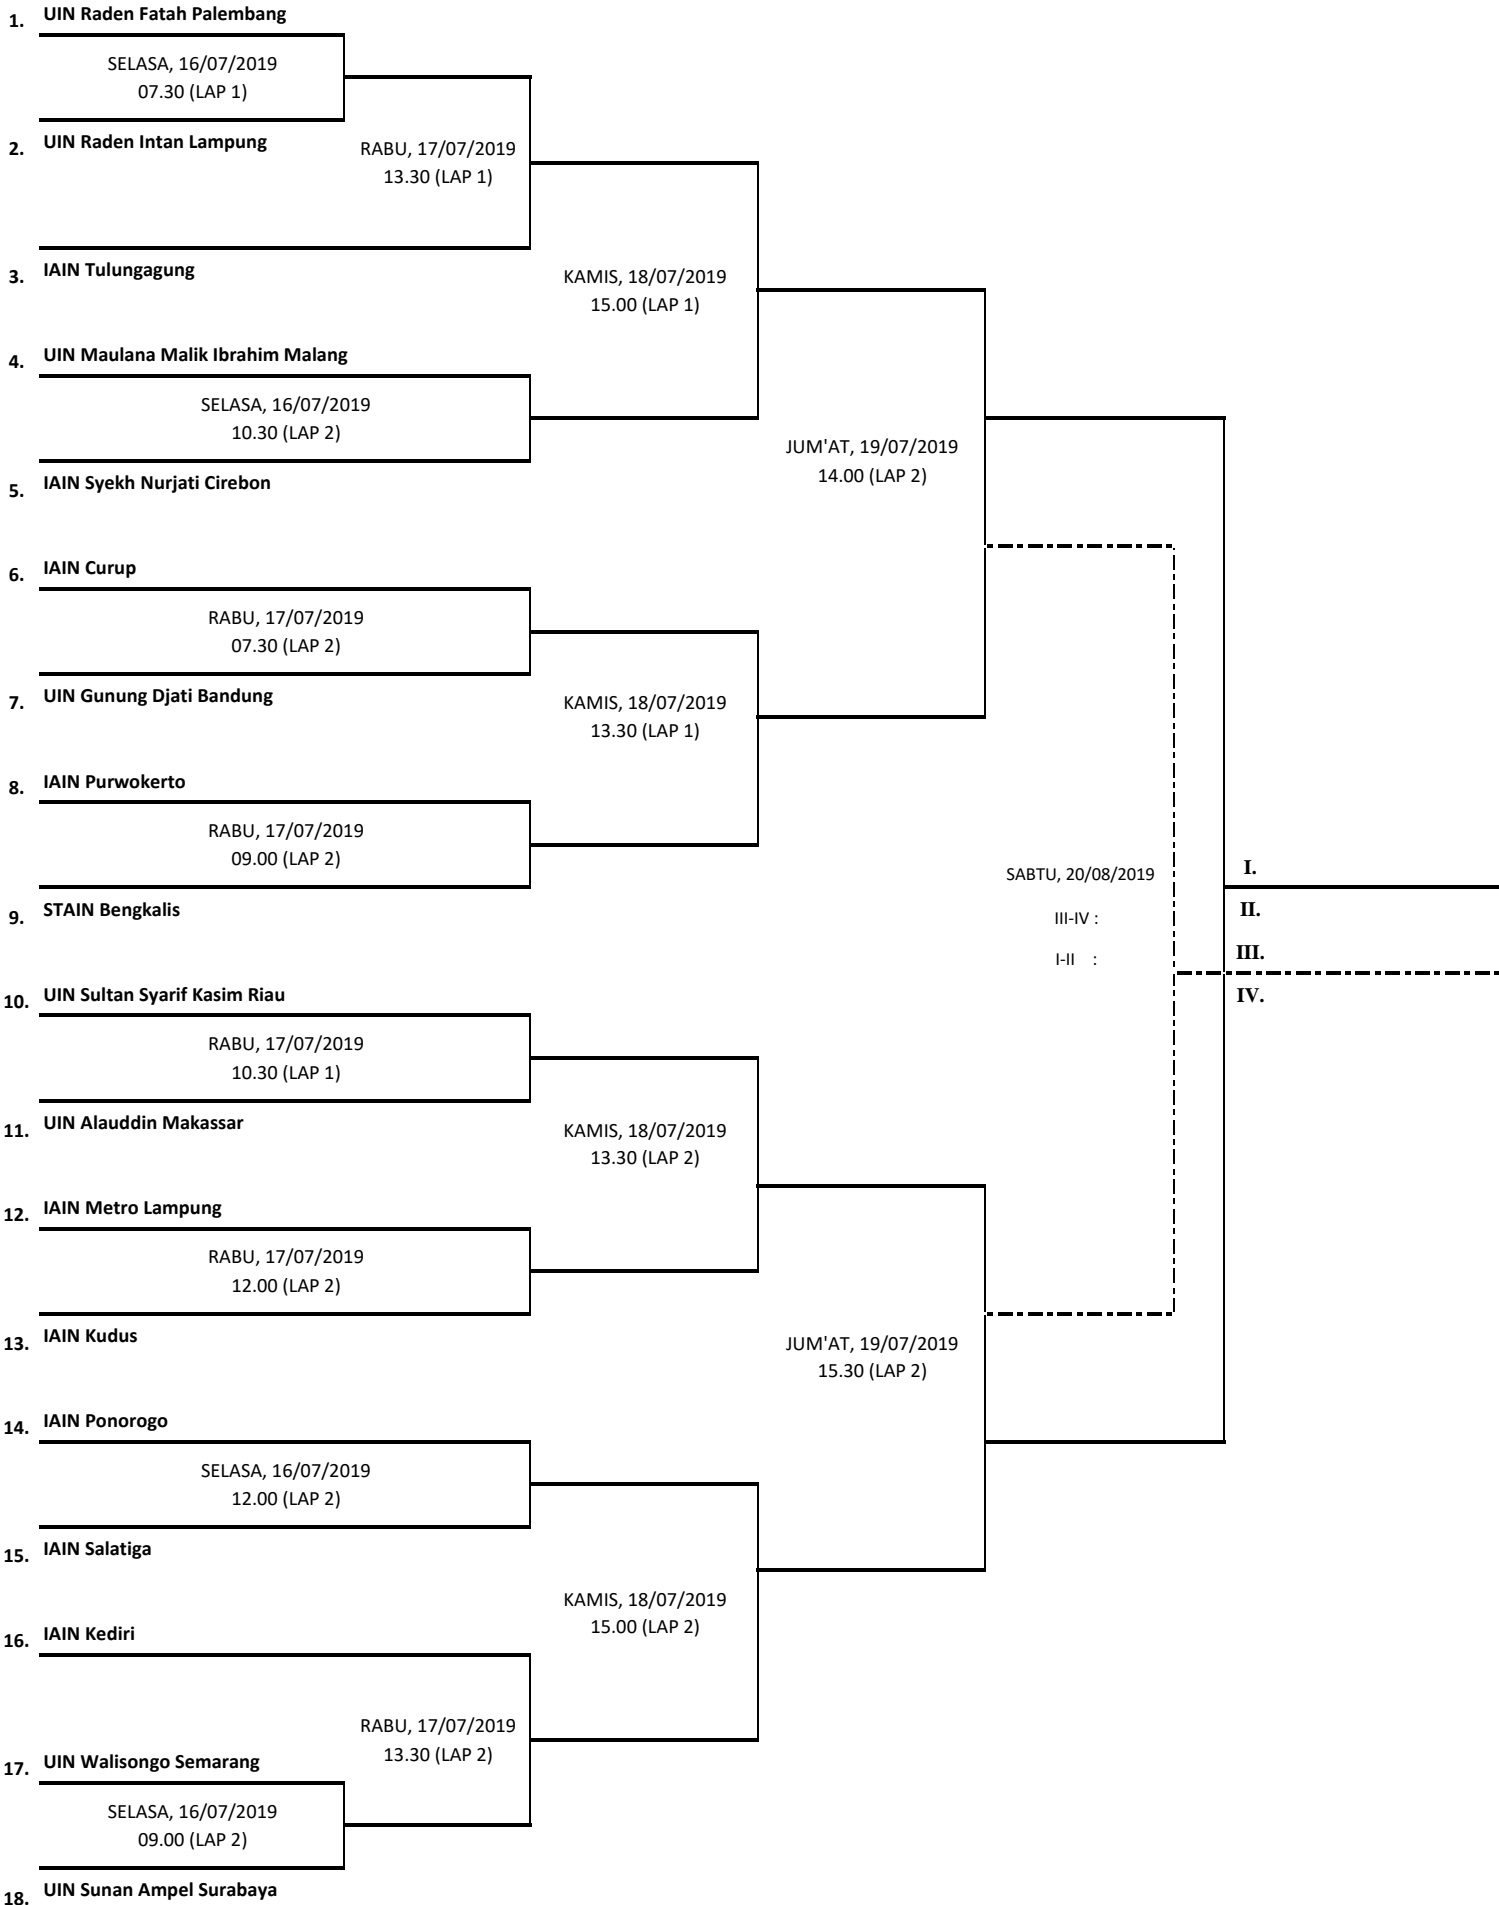 1. UIN Raden Fatah Palembang
SELASA, 16/07/2019
07.30 (LAP 1)
2. UIN Raden Intan Lampung
RABU, 17/07/2019
13.30 (LAP 1)
3. IAIN Tulungagung
KAMIS, 18/07/2019
15.00 (LAP 1)
4. UIN Maulana Malik Ibrahim Malang
SELASA, 16/07/2019
10.30 (LAP 2)
JUM'AT, 19/07/2019
14.00 (LAP 2)
5. IAIN Syekh Nurjati Cirebon
6. IAIN Curup
RABU, 17/07/2019
07.30 (LAP 2)
7. UIN Gunung Djati Bandung
KAMIS, 18/07/2019
13.30 (LAP 1)
8. IAIN Purwokerto
RABU, 17/07/2019
09.00 (LAP 2)
9. STAIN Bengkalis
SABTU, 20/08/2019
III-IV :
I-II :
I.
II.
III.
IV.
10. UIN Sultan Syarif Kasim Riau
RABU, 17/07/2019
10.30 (LAP 1)
11. UIN Alauddin Makassar
KAMIS, 18/07/2019
13.30 (LAP 2)
12. IAIN Metro Lampung
RABU, 17/07/2019
12.00 (LAP 2)
13. IAIN Kudus
JUM'AT, 19/07/2019
15.30 (LAP 2)
14. IAIN Ponorogo
SELASA, 16/07/2019
12.00 (LAP 2)
15. IAIN Salatiga
KAMIS, 18/07/2019
15.00 (LAP 2)
16. IAIN Kediri
RABU, 17/07/2019
13.30 (LAP 2)
17. UIN Walisongo Semarang
SELASA, 16/07/2019
09.00 (LAP 2)
18. UIN Sunan Ampel Surabaya